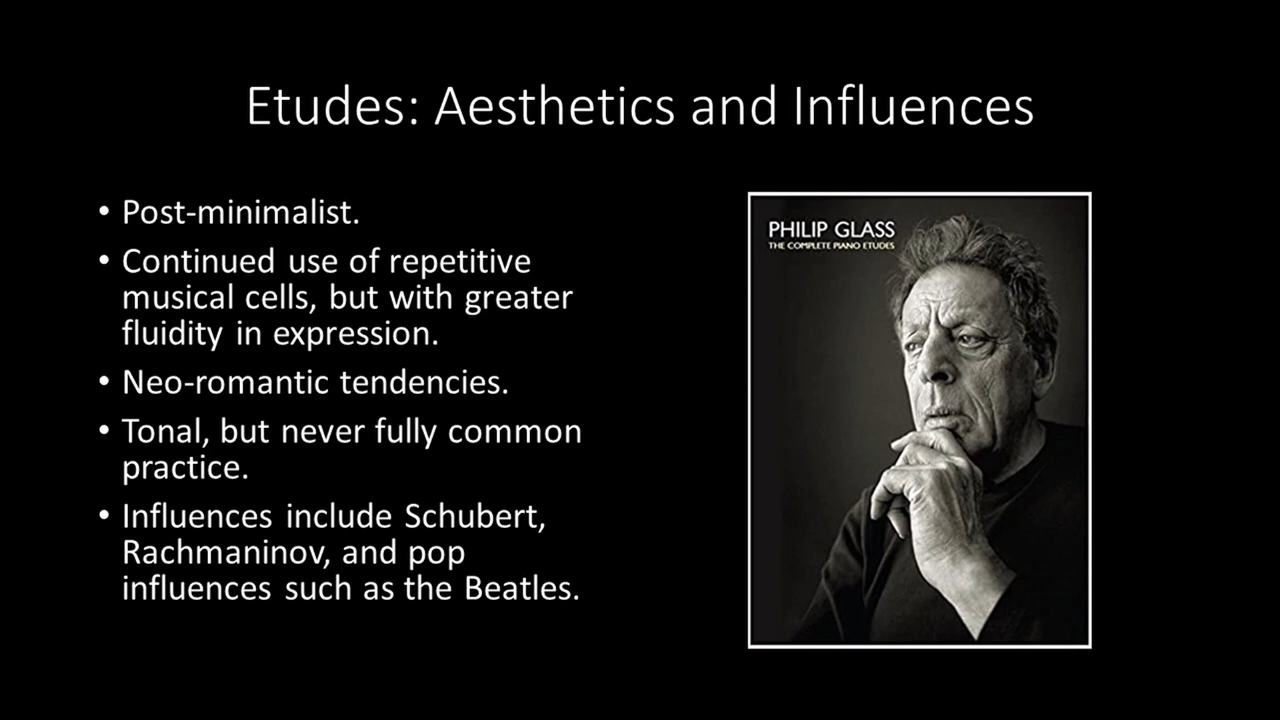 Etudes: Aesthetics and Influences
• Post-minimalist.
• Continued use of repetitive
musical cells, but with greater
fluidity in expression.
• Neo-romantic tendencies.
• Tonal, but never fully common
practice.
• Influences include Schubert,
Rachmaninov, and pop
influences such as the Beatles.
PHILIP GLASS
THE COMPLETE PIANO ETUDES